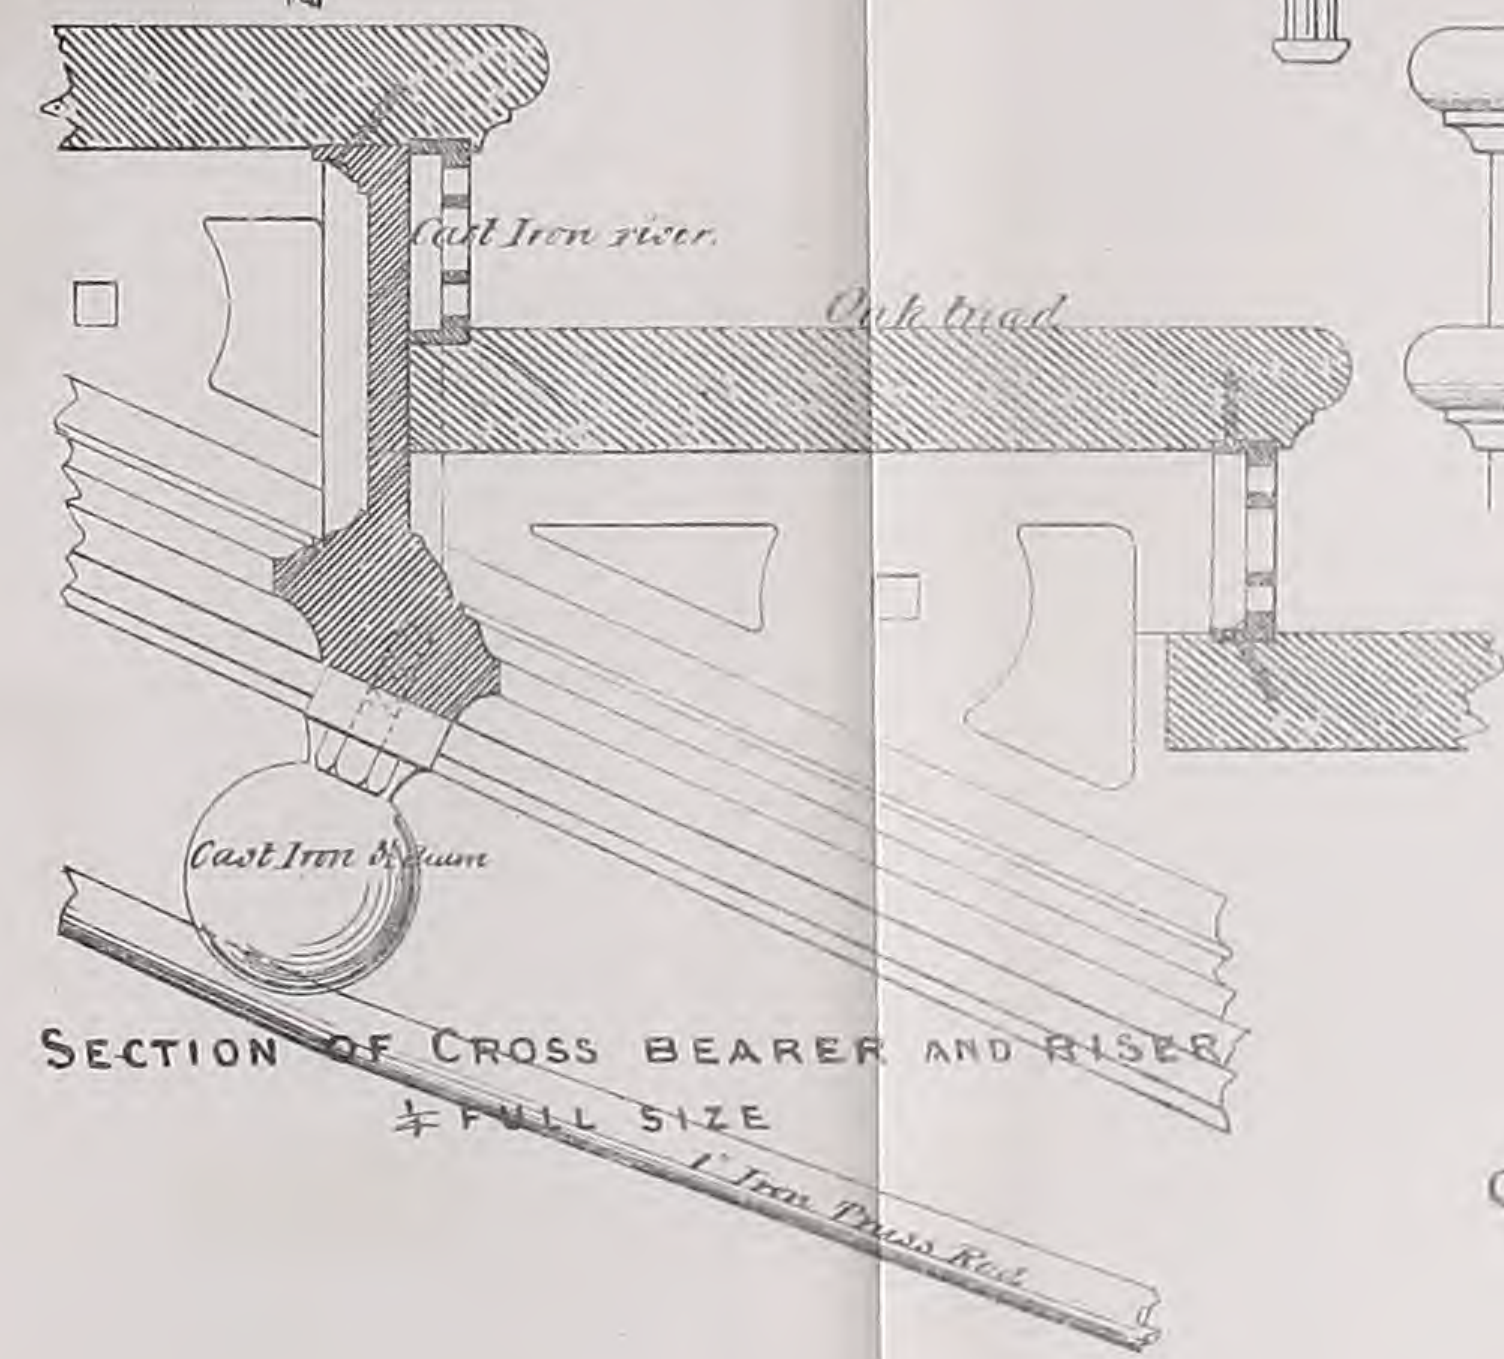 Cast Iron riser.
Oak tread
Cast Iron
SECTION OF CROSS BEARER AND RISER
¼ FULL SIZE
1" Iron Truss Rod